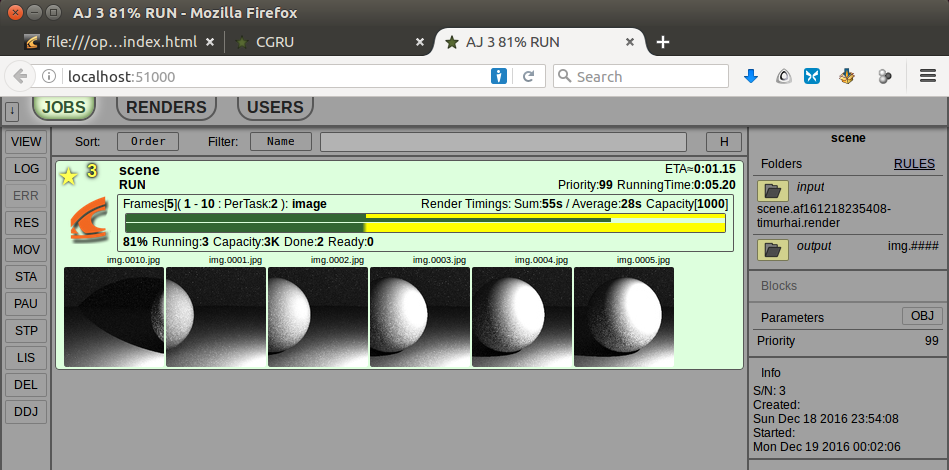 AJ 3 81% RUN - Mozilla Firefox
file:///op...index.html
CGRU
AJ 3 81% RUN
localhost:51000
Search
JOBS
RENDERS
USERS
VIEW
LOG
ERR
RES
MOV
STA
PAU
STP
LIS
DEL
DDJ
Sort: Order Filter: Name H
3 scene ETA≈0:01.15
RUN Priority:99 RunningTime:0:05.20
Frames[5]( 1 - 10 : PerTask:2 ): image Render Timings: Sum:55s / Average:28s Capacity[1000]
81% Running:3 Capacity:3K Done:2 Ready:0
img.0010.jpg img.0001.jpg img.0002.jpg img.0003.jpg img.0004.jpg img.0005.jpg
scene
Folders RULES
input
scene.af161218235408-
timurhai.render
output img.####
Blocks
Parameters OBJ
Priority 99
Info
S/N: 3
Created:
Sun Dec 18 2016 23:54:08
Started:
Mon Dec 19 2016 00:02:06